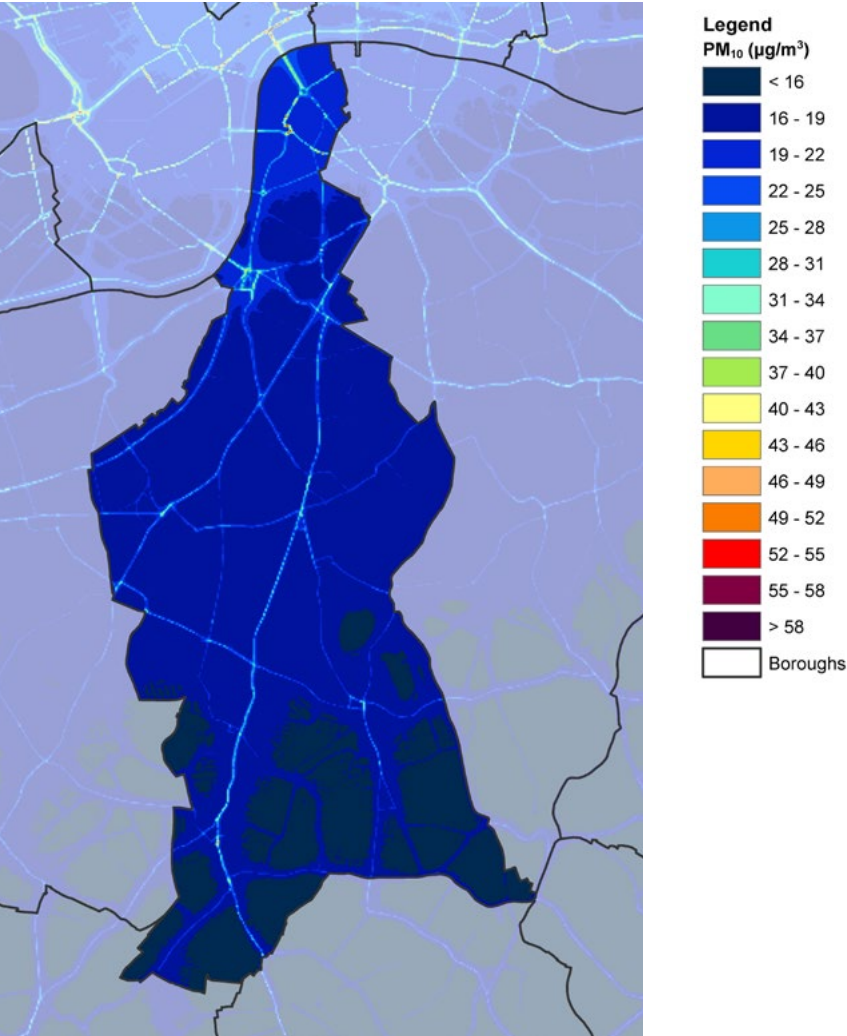 Legend
PM₁₀ (µg/m³)
< 16
16 - 19
19 - 22
22 - 25
25 - 28
28 - 31
31 - 34
34 - 37
37 - 40
40 - 43
43 - 46
46 - 49
49 - 52
52 - 55
55 - 58
> 58
Boroughs